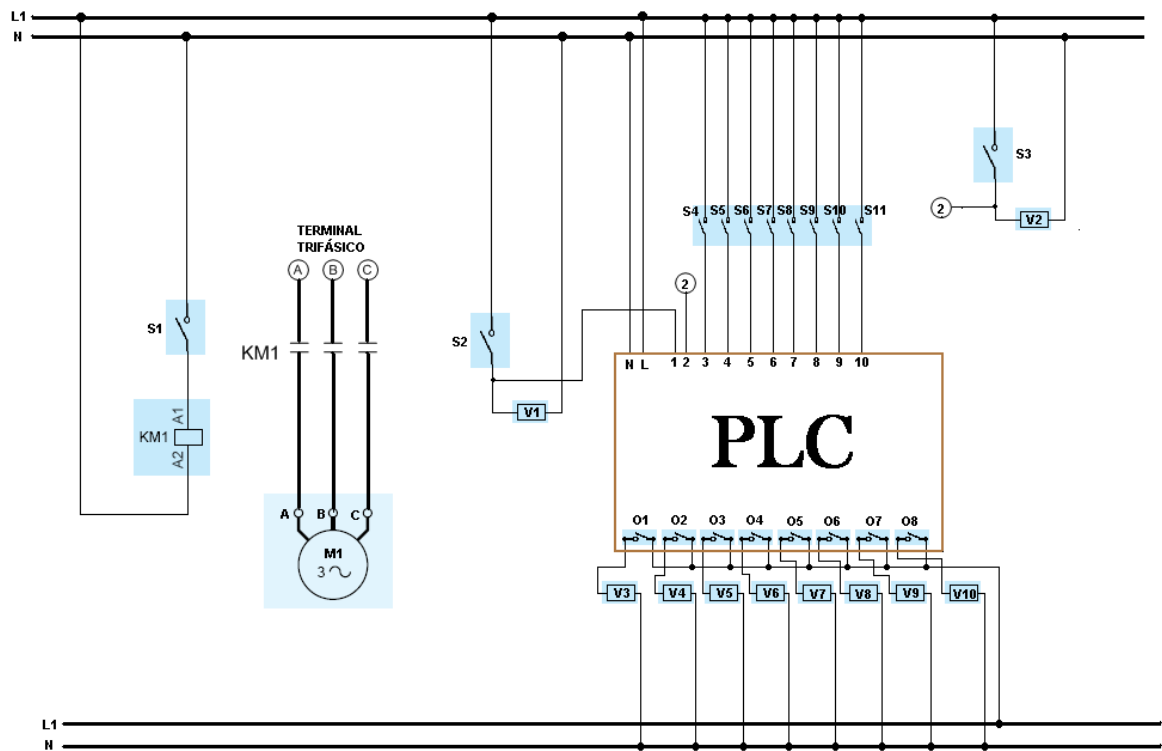 L1
N
S3
2
V2
S4 S5 S6 S7 S8 S9 S10 S11
TERMINAL
TRIFÁSICO
A B C
2
S1
S2
KM1
N L 1 2 3 4 5 6 7 8 9 10
V1
A1
KM1
A2
PLC
A B C
M1
3
O1 O2 O3 O4 O5 O6 O7 O8
V3 V4 V5 V6 V7 V8 V9 V10
L1
N